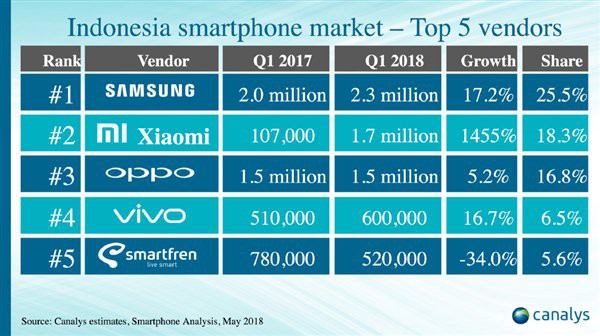 Indonesia smartphone market – Top 5 vendors
Rank Vendor Q1 2017 Q1 2018 Growth Share
#1 SAMSUNG 2.0 million 2.3 million 17.2% 25.5%
#2 mi Xiaomi 107,000 1.7 million 1455% 18.3%
#3 oppo 1.5 million 1.5 million 5.2% 16.8%
#4 vivo 510,000 600,000 16.7% 6.5%
#5 smartfren 780,000 520,000 -34.0% 5.6%
live smart
Source: Canalys estimates, Smartphone Analysis, May 2018
canalys